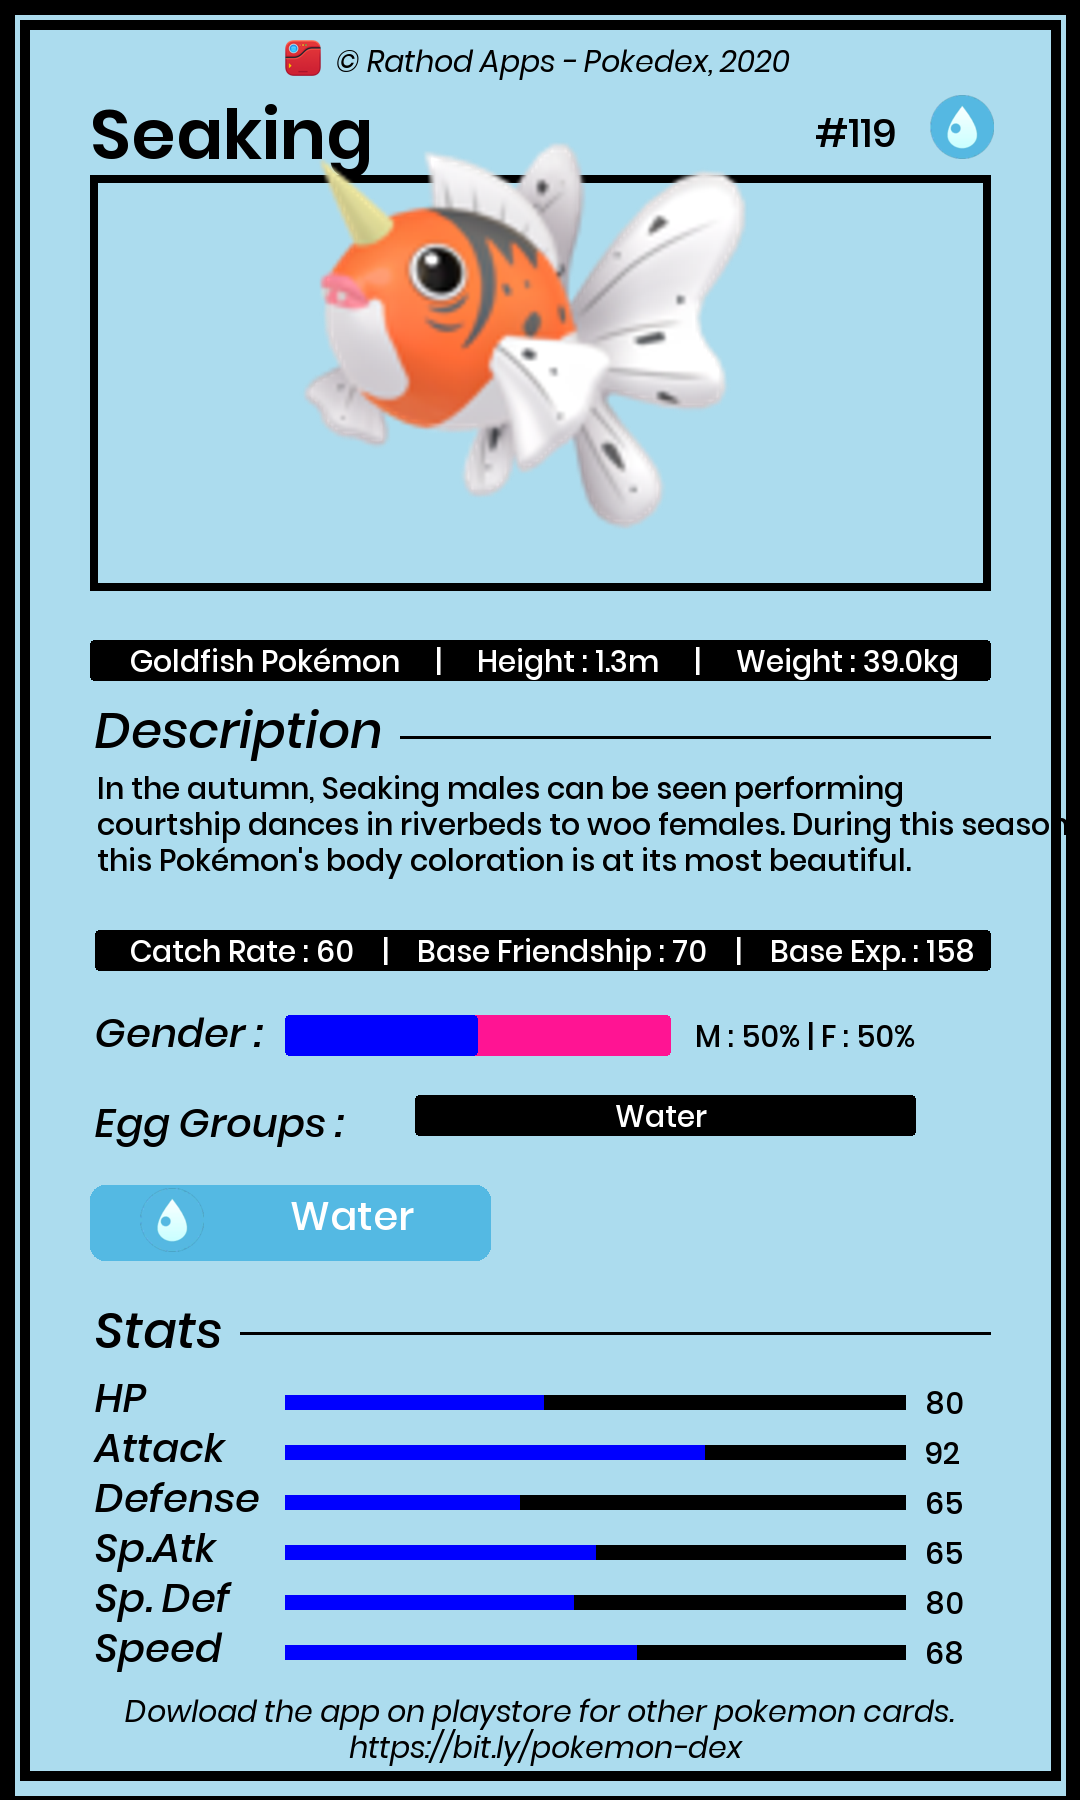 © Rathod Apps - Pokedex, 2020
Seaking
#119
Goldfish Pokémon | Height : 1.3m | Weight : 39.0kg
Description
In the autumn, Seaking males can be seen performing
courtship dances in riverbeds to woo females. During this season
this Pokémon's body coloration is at its most beautiful.
Catch Rate : 60 | Base Friendship : 70 | Base Exp. : 158
Gender : M : 50% | F : 50%
Egg Groups : Water
Water
Stats
HP 80
Attack 92
Defense 65
Sp.Atk 65
Sp. Def 80
Speed 68
Dowload the app on playstore for other pokemon cards.
https://bit.ly/pokemon-dex